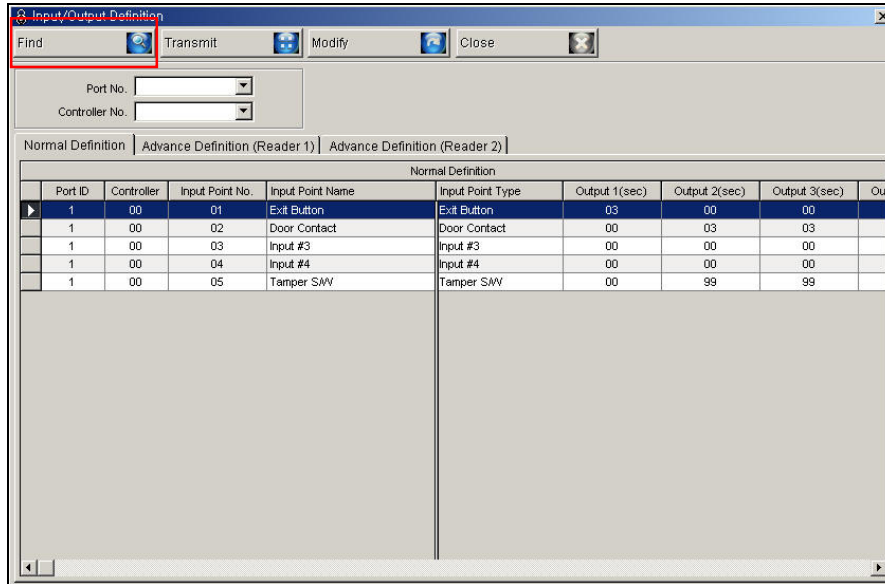 Input/Output Definition
Find Transmit Modify Close
Port No.
Controller No.
Normal Definition Advance Definition (Reader 1) Advance Definition (Reader 2)
Normal Definition
Port ID Controller Input Point No. Input Point Name Input Point Type Output 1(sec) Output 2(sec) Output 3(sec) Ou
1 00 01 Exit Button Exit Button 03 00 00
1 00 02 Door Contact Door Contact 00 03 03
1 00 03 Input #3 Input #3 00 00 00
1 00 04 Input #4 Input #4 00 00 00
1 00 05 Tamper S/W Tamper S/W 00 99 99